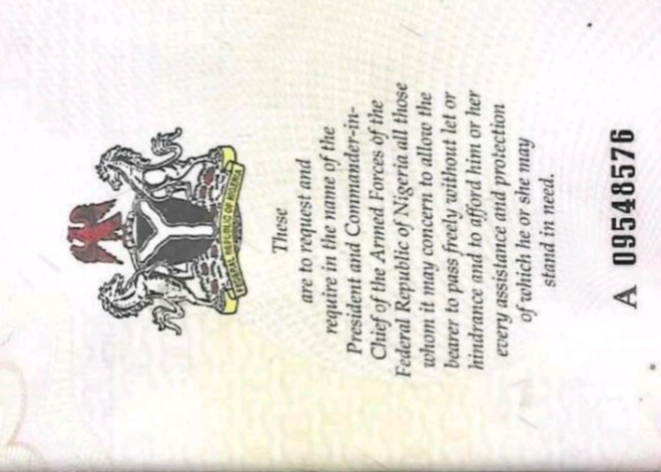 FEDERAL REPUBLIC OF NIGERIA
These
are to request and
require in the name of the
President and Commander-in-
Chief of the Armed Forces of the
Federal Republic of Nigeria all those
whom it may concern to allow the
bearer to pass freely without let or
hindrance and to afford him or her
every assistance and protection
of which he or she may
stand in need.
A 09548576